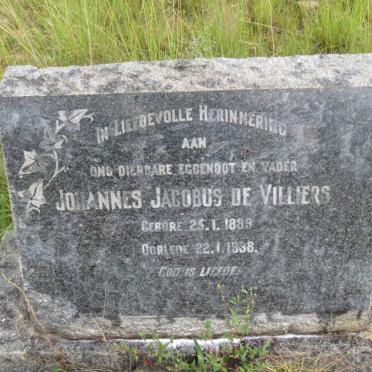 In Liefdevolle Herinnering
aan
ons dierbare eggenoot en vader
Johannes Jacobus de Villiers
Gebore 25.1.1889
Oorlede 22.1.1938.
God is Liefde.